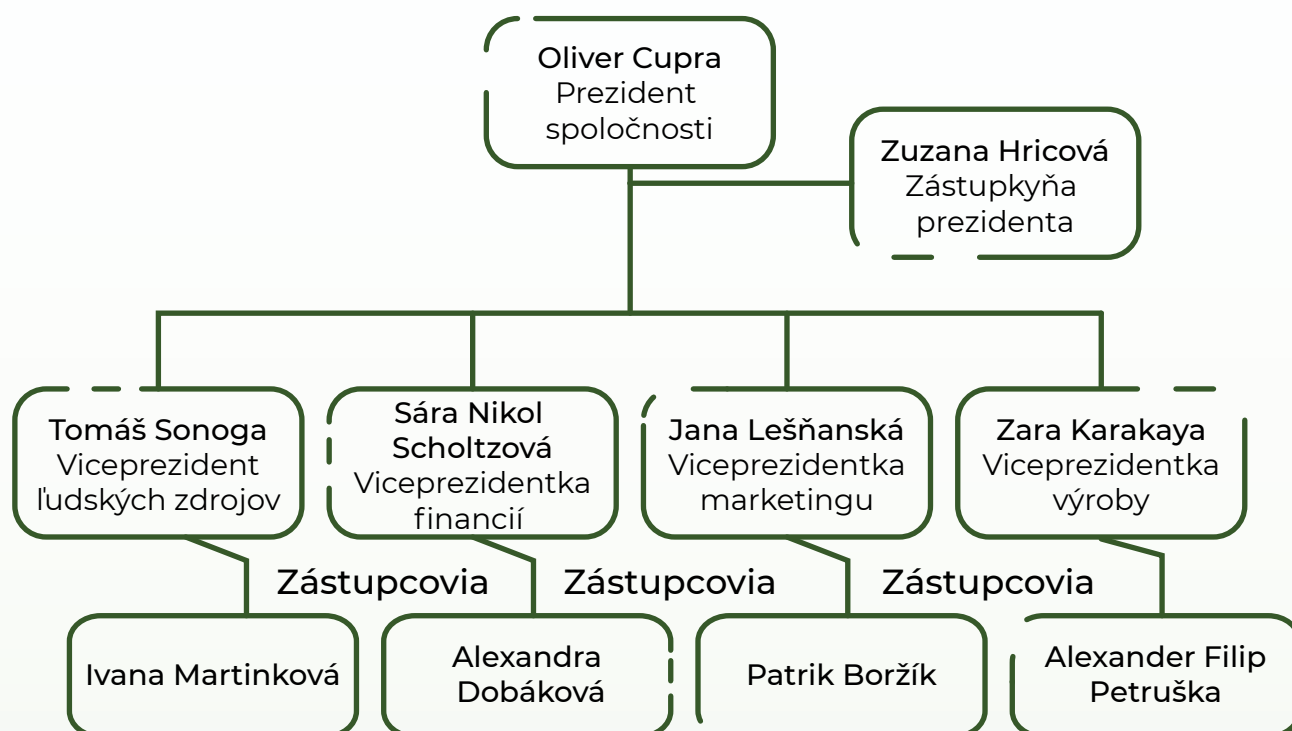 Oliver Cupra
Prezident
spoločnosti
Zuzana Hricová
Zástupkyňa
prezidenta
Tomáš Sonoga
Viceprezident
ľudských zdrojov
Sára Nikol
Scholtzová
Viceprezidentka
financií
Jana Lešňanská
Viceprezidentka
marketingu
Zara Karakaya
Viceprezidentka
výroby
Zástupcovia
Zástupcovia
Zástupcovia
Ivana Martinková
Alexandra
Dobáková
Patrik Boržík
Alexander Filip
Petruška